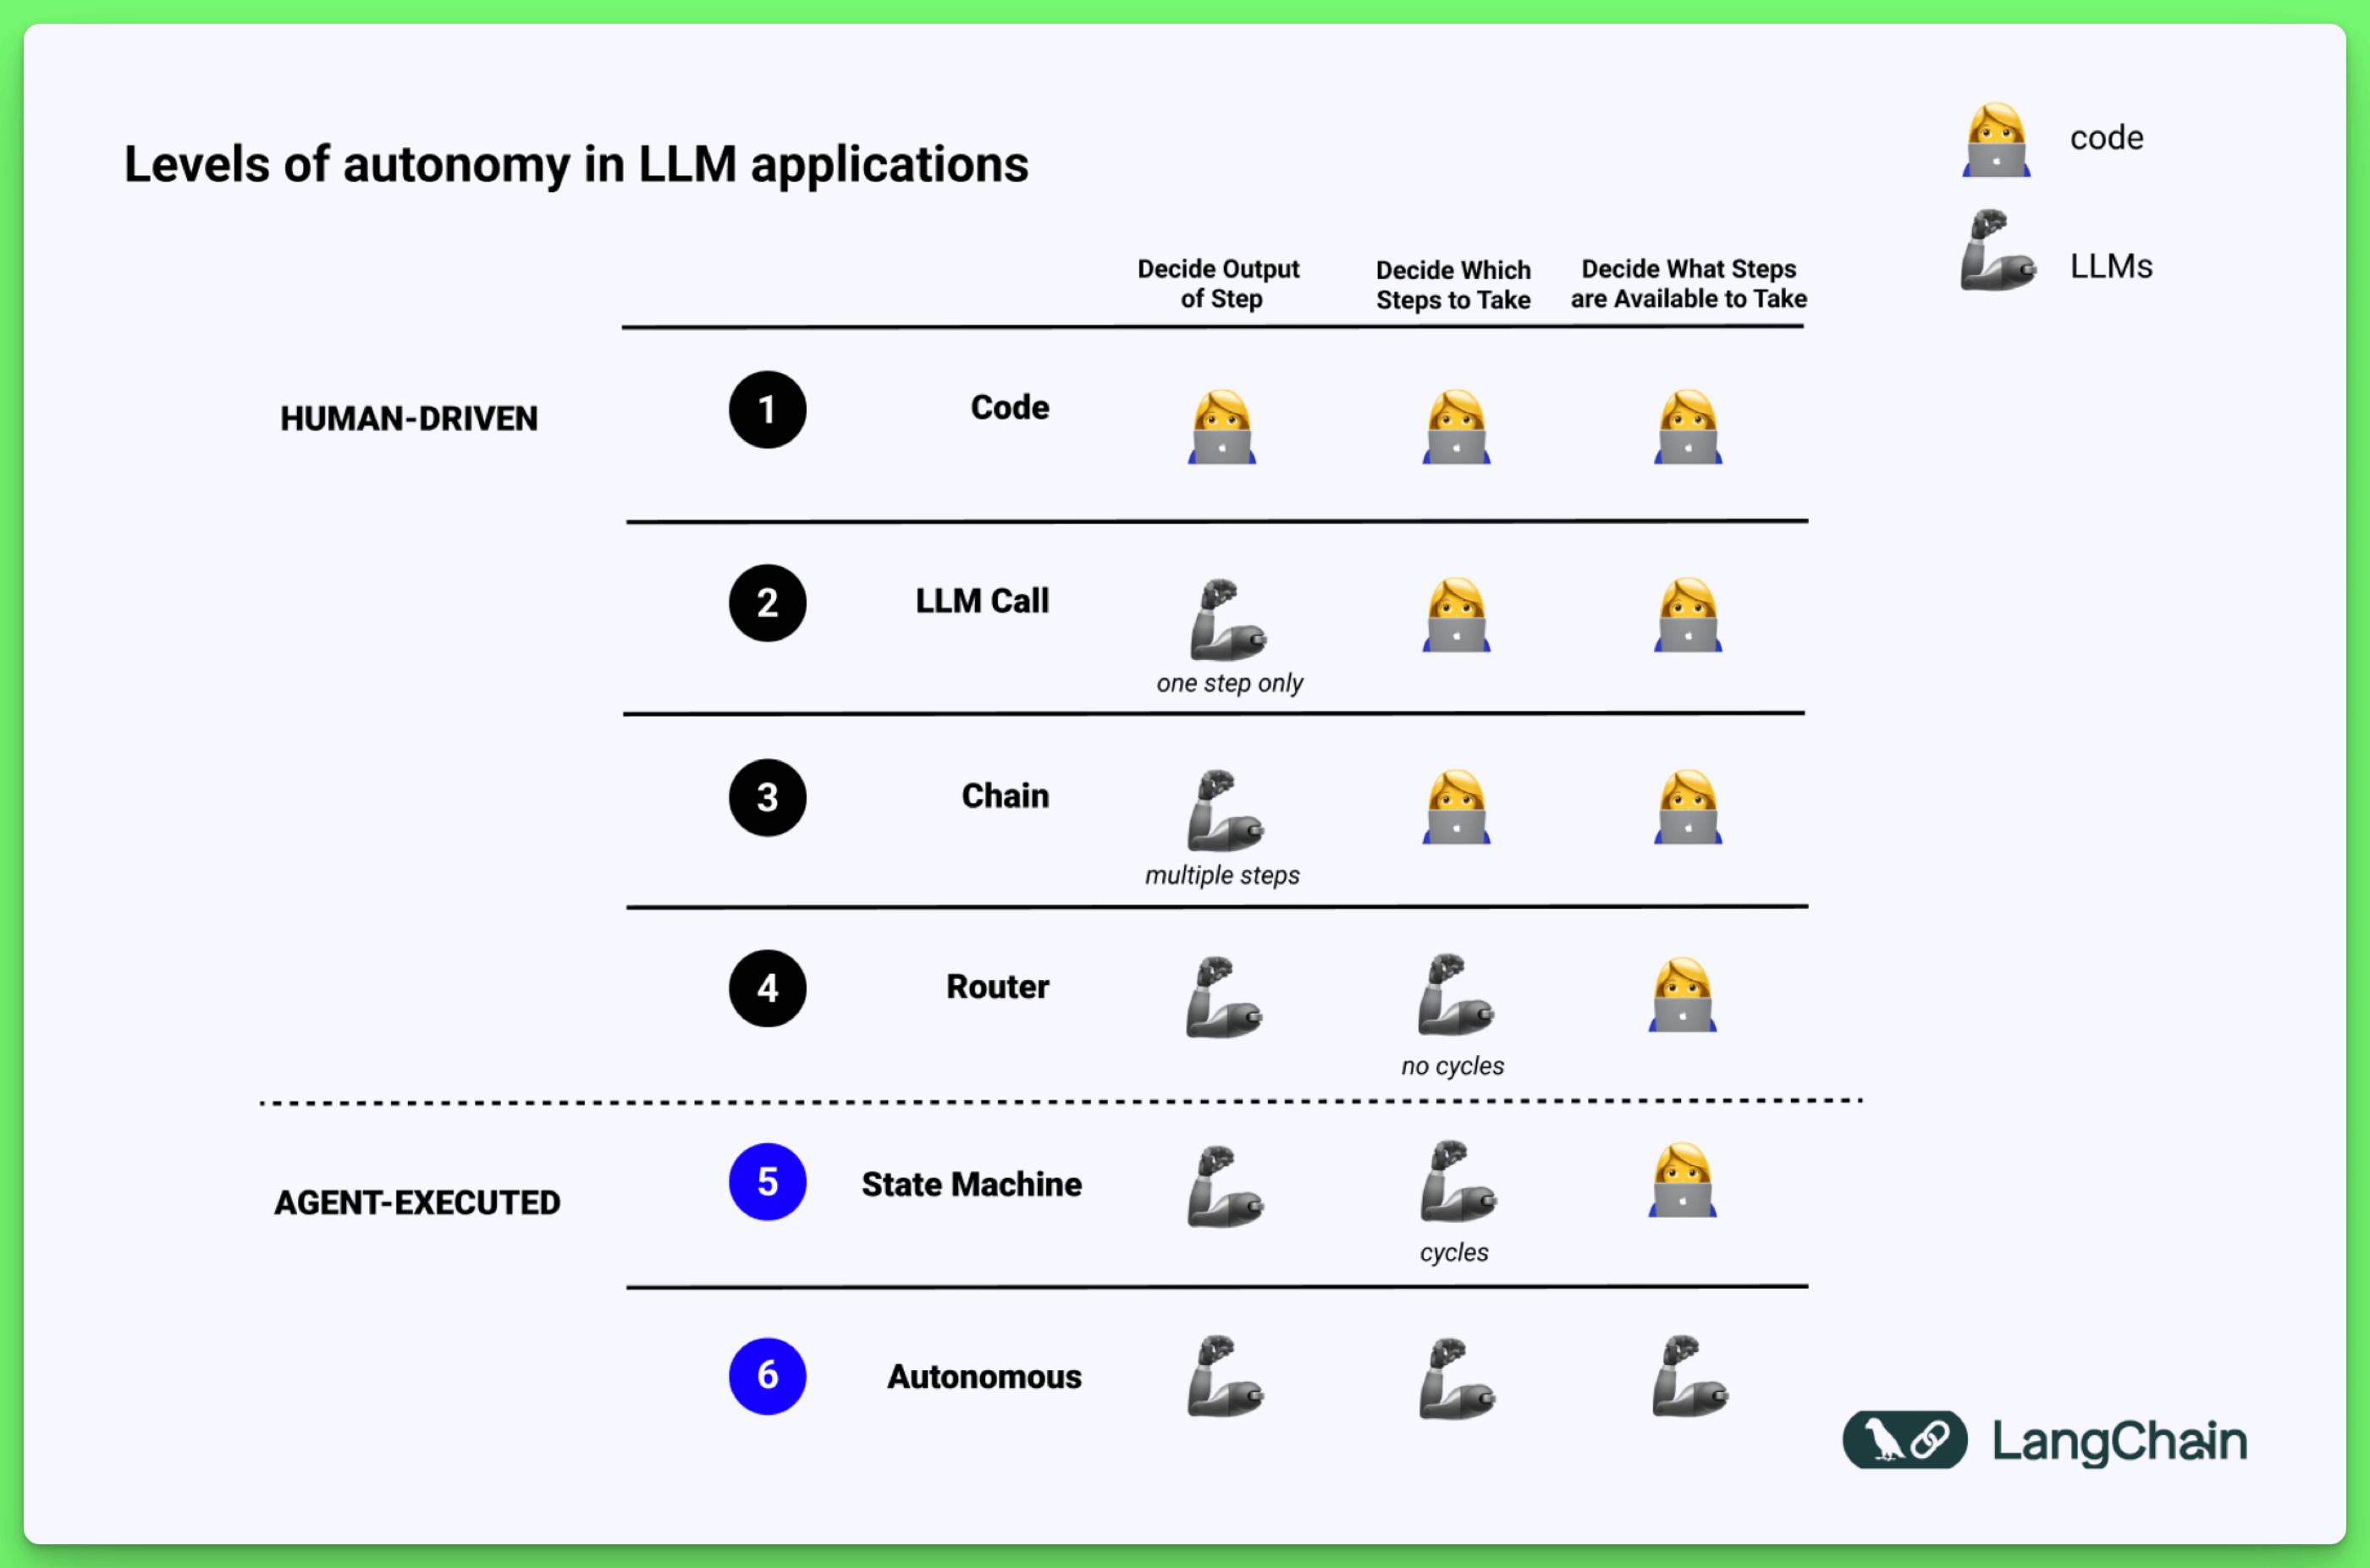 Levels of autonomy in LLM applications
code
LLMs
Decide Output
of Step
Decide Which
Steps to Take
Decide What Steps
are Available to Take
HUMAN-DRIVEN
1
Code
2
LLM Call
one step only
3
Chain
multiple steps
4
Router
no cycles
AGENT-EXECUTED
5
State Machine
cycles
6
Autonomous
LangChain